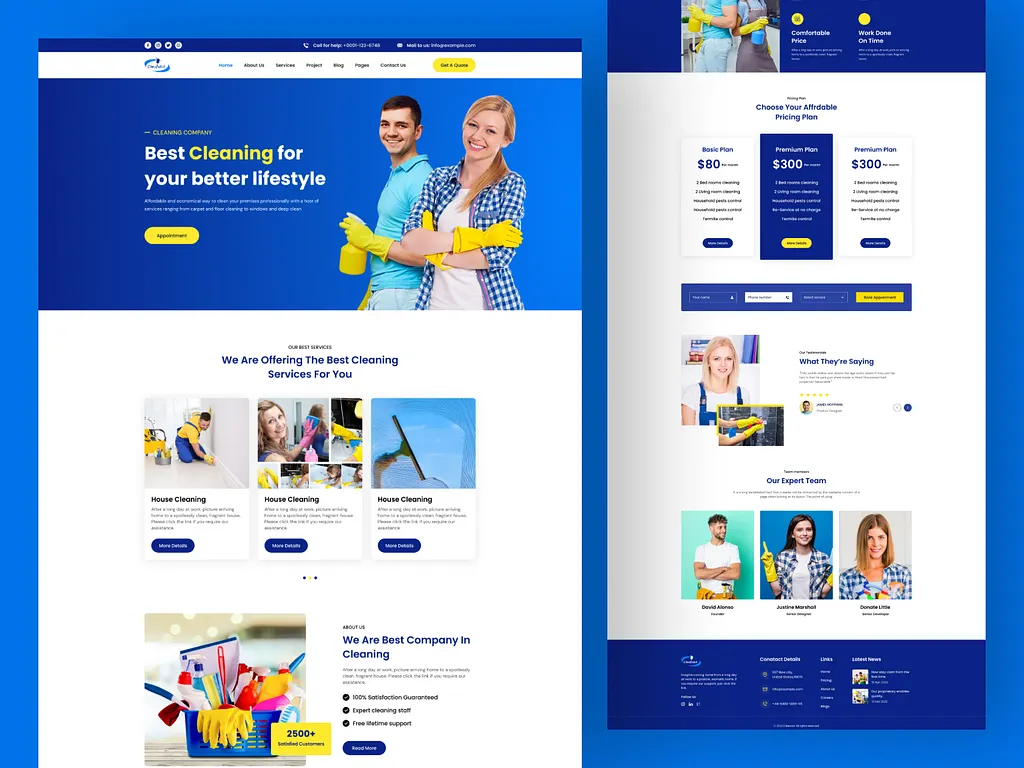 Call for help: +0001-123-6748
Mail to us: info@example.com
Home
About Us
Services
Project
Blog
Pages
Contact Us
Get A Quote
CLEANING COMPANY
Best Cleaning for
your better lifestyle
Affordable and economical way to clean your premises professionally with a host of
services ranging from carpet and floor cleaning to windows and deep clean
Appointment
OUR BEST SERVICES
We Are Offering The Best Cleaning
Services For You
House Cleaning
After a long day at work, picture arriving
home to a spotlessly clean, fragrant house.
Please click the link if you require our
assistance.
More Details
House Cleaning
After a long day at work, picture arriving
home to a spotlessly clean, fragrant house.
Please click the link if you require our
assistance.
More Details
House Cleaning
After a long day at work, picture arriving
home to a spotlessly clean, fragrant house.
Please click the link if you require our
assistance.
More Details
ABOUT US
We Are Best Company In
Cleaning
After a long day at work, picture arriving home to a spotlessly
clean, fragrant house. Please click the link if you require our
assistance.
100% Satisfaction Guaranteed
Expert cleaning staff
Free lifetime support
Read More
2500+
Satisfied Customers
Comfortable
Price
Work Done
On Time
Pricing Plan
Choose Your Affrdable
Pricing Plan
Basic Plan
$80 Per month
2 Bed rooms cleaning
2 Living room cleaning
Household pests control
Household pests control
Termite control
More Details
Premium Plan
$300 Per month
2 Bed rooms cleaning
2 Living room cleaning
Household pests control
Re-Service at no charge
Termite control
More Details
Premium Plan
$300 Per month
2 Bed rooms cleaning
2 Living room cleaning
Household pests control
Re-Service at no charge
Termite control
More Details
Your name
Phone number
Select service
Book Appointment
Our Testimonials
What They're Saying
JAMES HOFFMANN
Product Designer
Team members
Our Expert Team
David Alonso
Founder
Justine Marshall
Senior Designer
Donate Little
Senior Developer
Conatact Details
info@example.com
Links
Home
Pricing
About us
Careers
Blogs
Latest News
Follow Us